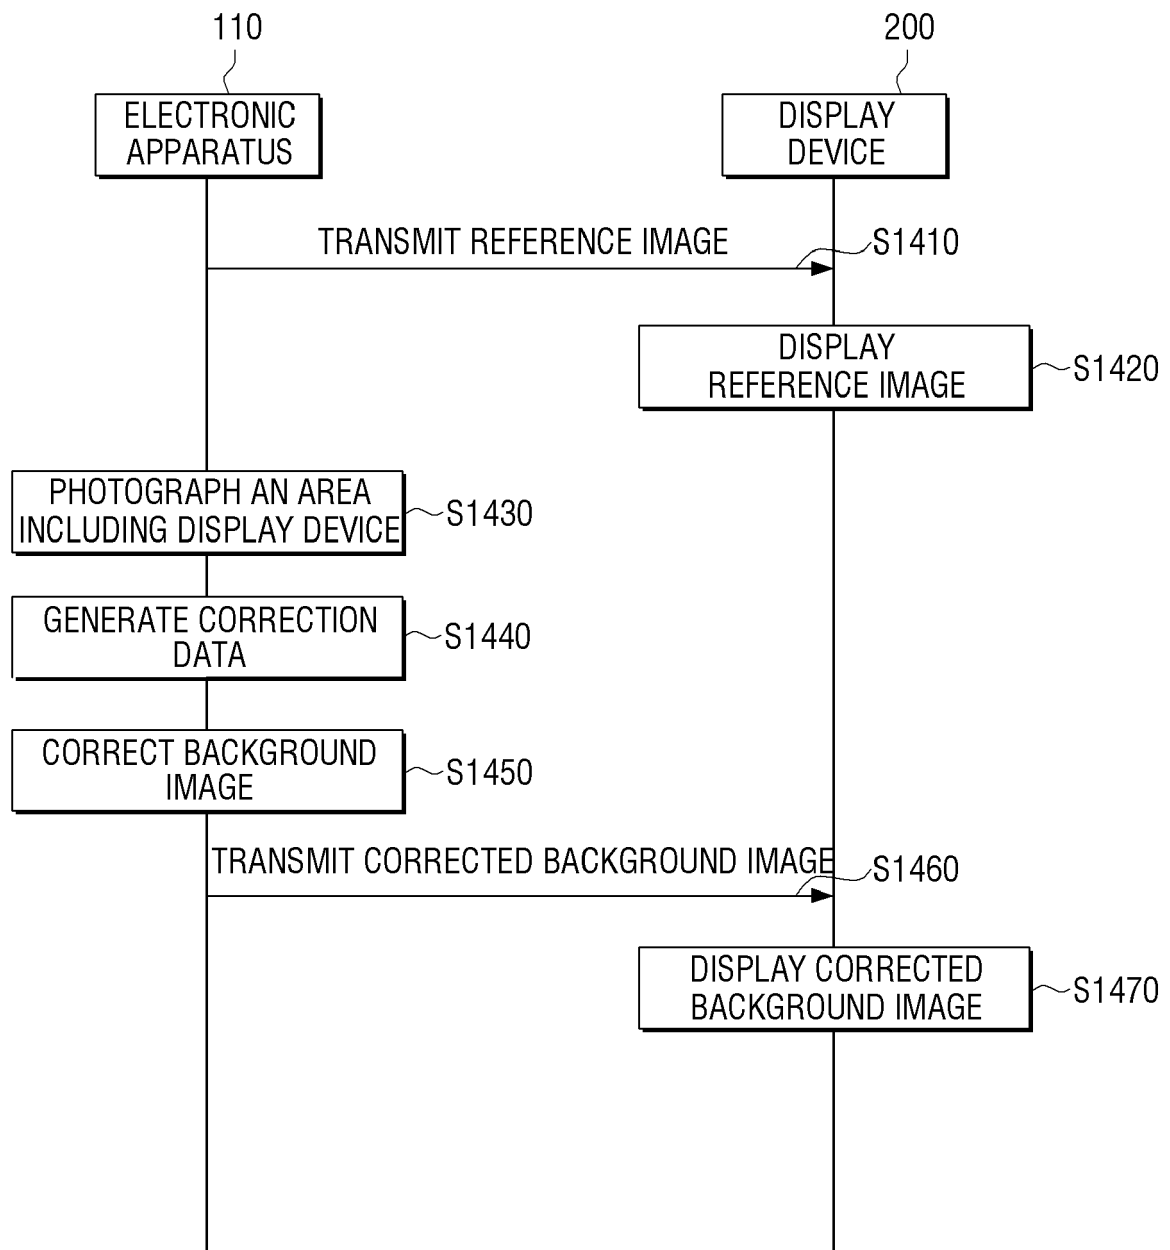 110
200
ELECTRONIC
APPARATUS
DISPLAY
DEVICE
TRANSMIT REFERENCE IMAGE
S1410
DISPLAY
REFERENCE IMAGE
S1420
PHOTOGRAPH AN AREA
INCLUDING DISPLAY DEVICE
S1430
GENERATE CORRECTION
DATA
S1440
CORRECT BACKGROUND
IMAGE
S1450
TRANSMIT CORRECTED BACKGROUND IMAGE
S1460
DISPLAY CORRECTED
BACKGROUND IMAGE
S1470